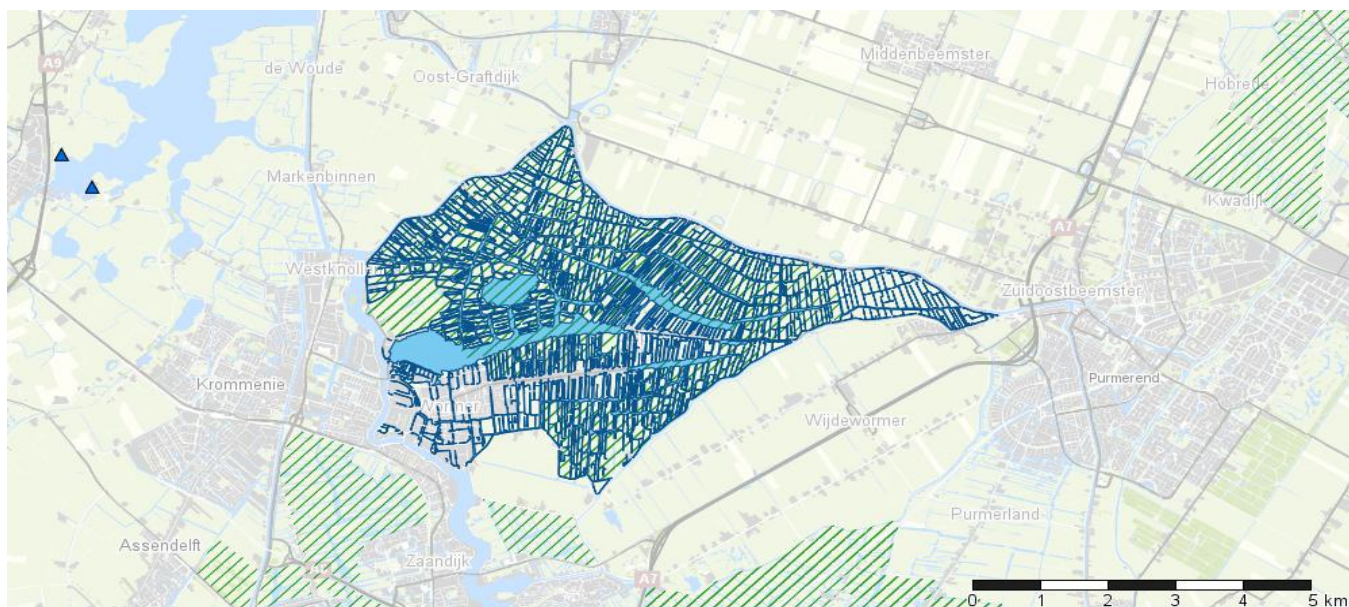 A9
de Woude
Oost-Graftdijk
Middenbeemster
Hobrede
Markenbinnen
Kwadijk
A7
Zuidoostbeemster
Krommenie
Purmerend
Wijdewormer
Purmerland
Assendelft
Zaandijk
A7
0 1 2 3 4 5 km